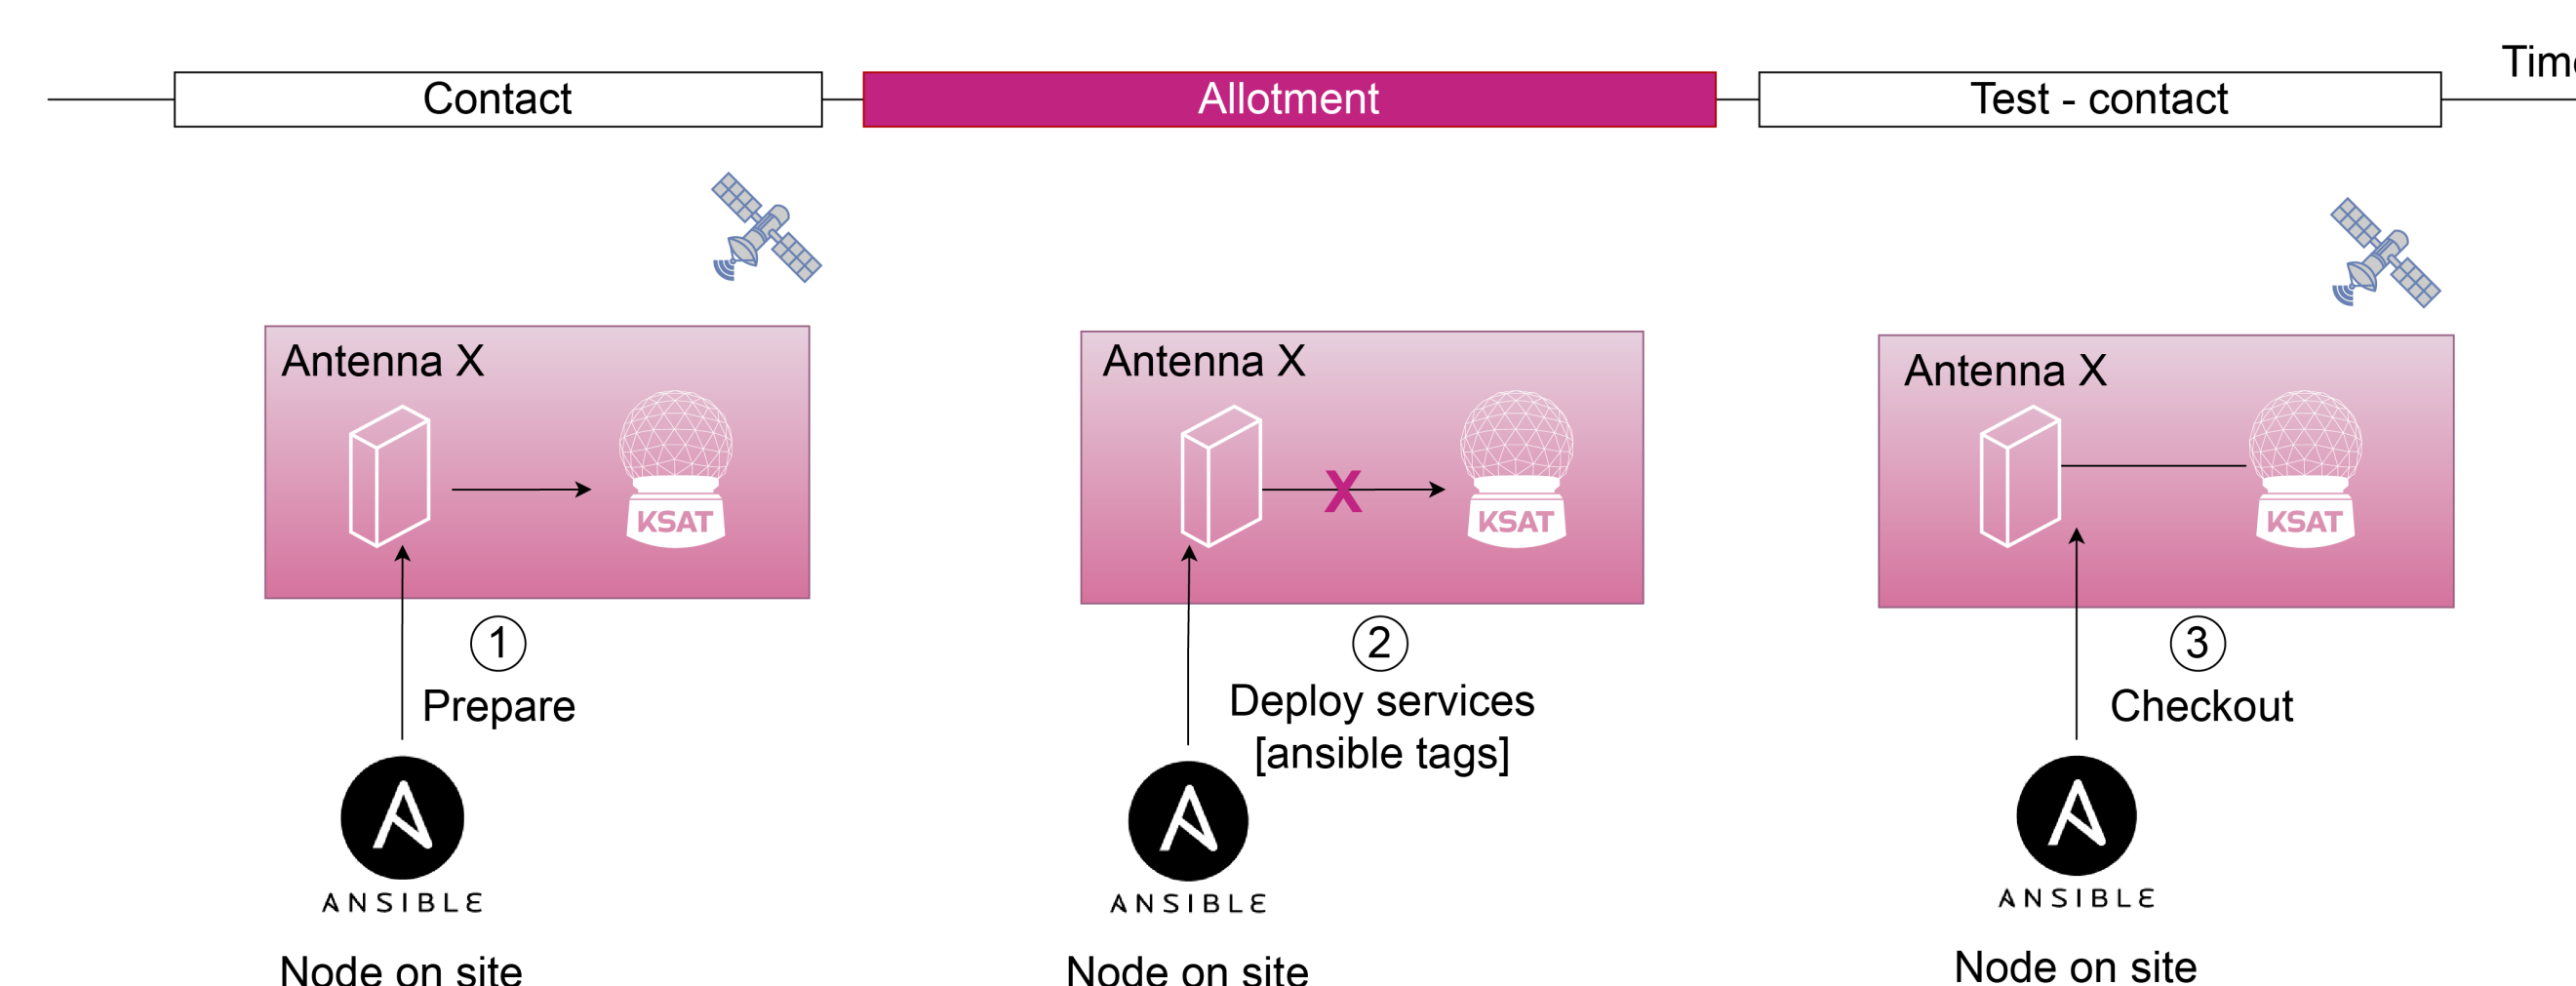 Time
Contact
Allotment
Test - contact
Antenna X
Antenna X
Antenna X
KSAT
KSAT
KSAT
1
2
3
Prepare
Deploy services
[ansible tags]
Checkout
ANSIBLE
ANSIBLE
ANSIBLE
Node on site
Node on site
Node on site